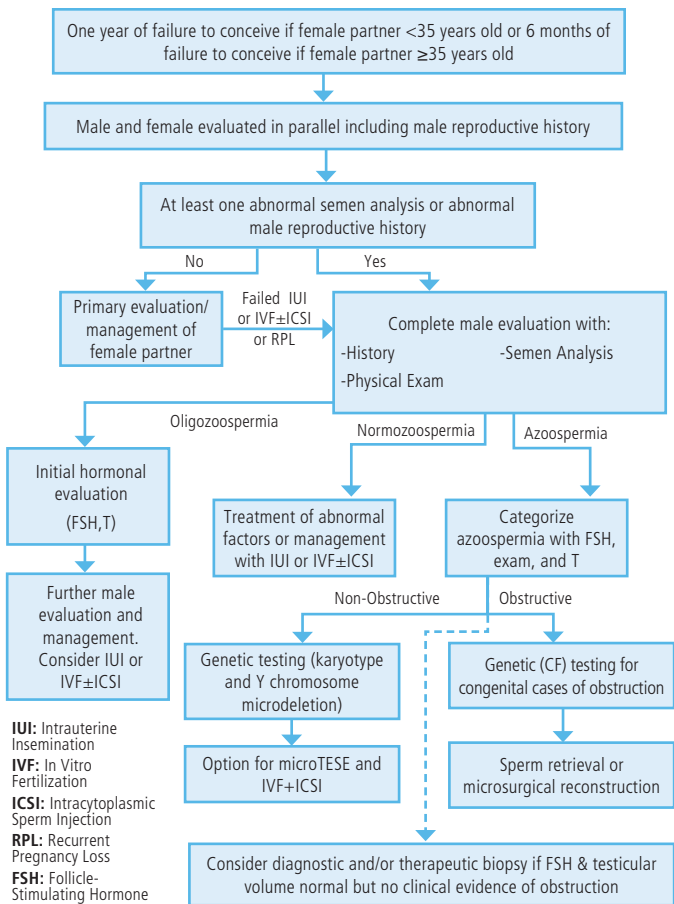 One year of failure to conceive if female partner <35 years old or 6 months of
failure to conceive if female partner ≥35 years old
Male and female evaluated in parallel including male reproductive history
At least one abnormal semen analysis or abnormal
male reproductive history
No
Yes
Primary evaluation/
management of
female partner
Failed IUI
or IVF±ICSI
or RPL
Complete male evaluation with:
-History
-Semen Analysis
-Physical Exam
Oligozoospermia
Normozoospermia
Azoospermia
Initial hormonal
evaluation
(FSH,T)
Treatment of abnormal
factors or management
with IUI or IVF±ICSI
Categorize
azoospermia with FSH,
exam, and T
Further male
evaluation and
management.
Consider IUI or
IVF±ICSI
Non-Obstructive
Obstructive
Genetic testing (karyotype
and Y chromosome
microdeletion)
Genetic (CF) testing for
congenital cases of obstruction
Option for microTESE and
IVF+ICSI
Sperm retrieval or
microsurgical reconstruction
Consider diagnostic and/or therapeutic biopsy if FSH & testicular
volume normal but no clinical evidence of obstruction
IUI: Intrauterine
Insemination
IVF: In Vitro
Fertilization
ICSI: Intracytoplasmic
Sperm Injection
RPL: Recurrent
Pregnancy Loss
FSH: Follicle-
Stimulating Hormone